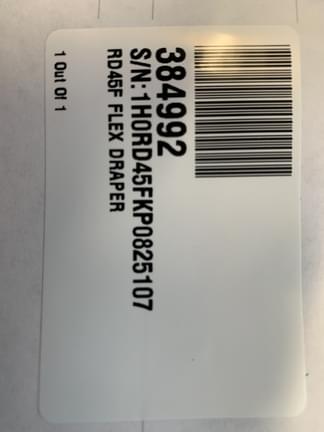 384992
S/N:1H0RD45FKP0825107
RD45F FLEX DRAPER
1 Out Of 1